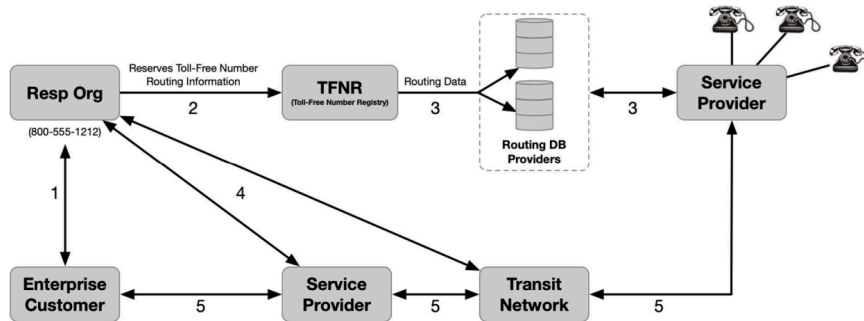 Reserves Toll-Free Number
Routing Information
2
Resp Org
(800-555-1212)
TFNR
(Toll-Free Number Registry)
Routing Data
3
Routing DB
Providers
3
Service
Provider
1
4
Enterprise
Customer
5
Service
Provider
5
Transit
Network
5